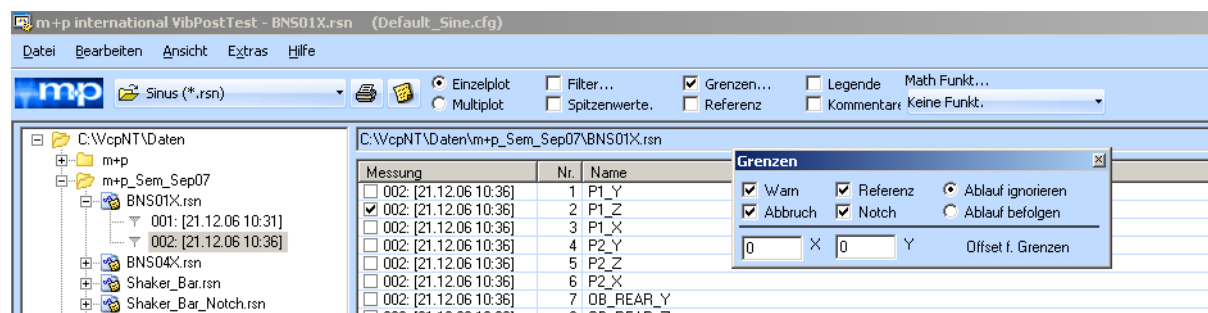 m+p international VibPostTest - BNS01X.rsn (Default_Sine.cfg)
Datei Bearbeiten Ansicht Extras Hilfe
m+p Sinus (*.rsn)
Einzelplot Filter... Grenzen... Legende Math Funkt...
Multiplot Spitzenwerte. Referenz Kommentare Keine Funkt.
C:\VcpNT\Daten
m+p
m+p_Sem_Sep07
BNS01X.rsn
001: [21.12.06 10:31]
002: [21.12.06 10:36]
BNS04X.rsn
Shaker_Bar.rsn
Shaker_Bar_Notch.rsn
C:\VcpNT\Daten\m+p_Sem_Sep07\BNS01X.rsn
Messung Nr. Name
002: [21.12.06 10:36] 1 P1_Y
002: [21.12.06 10:36] 2 P1_Z
002: [21.12.06 10:36] 3 P1_X
002: [21.12.06 10:36] 4 P2_Y
002: [21.12.06 10:36] 5 P2_Z
002: [21.12.06 10:36] 6 P2_X
002: [21.12.06 10:36] 7 OB_REAR_Y
Grenzen
Warn Referenz Ablauf ignorieren
Abbruch Notch Ablauf befolgen
0 X 0 Y Offset f. Grenzen